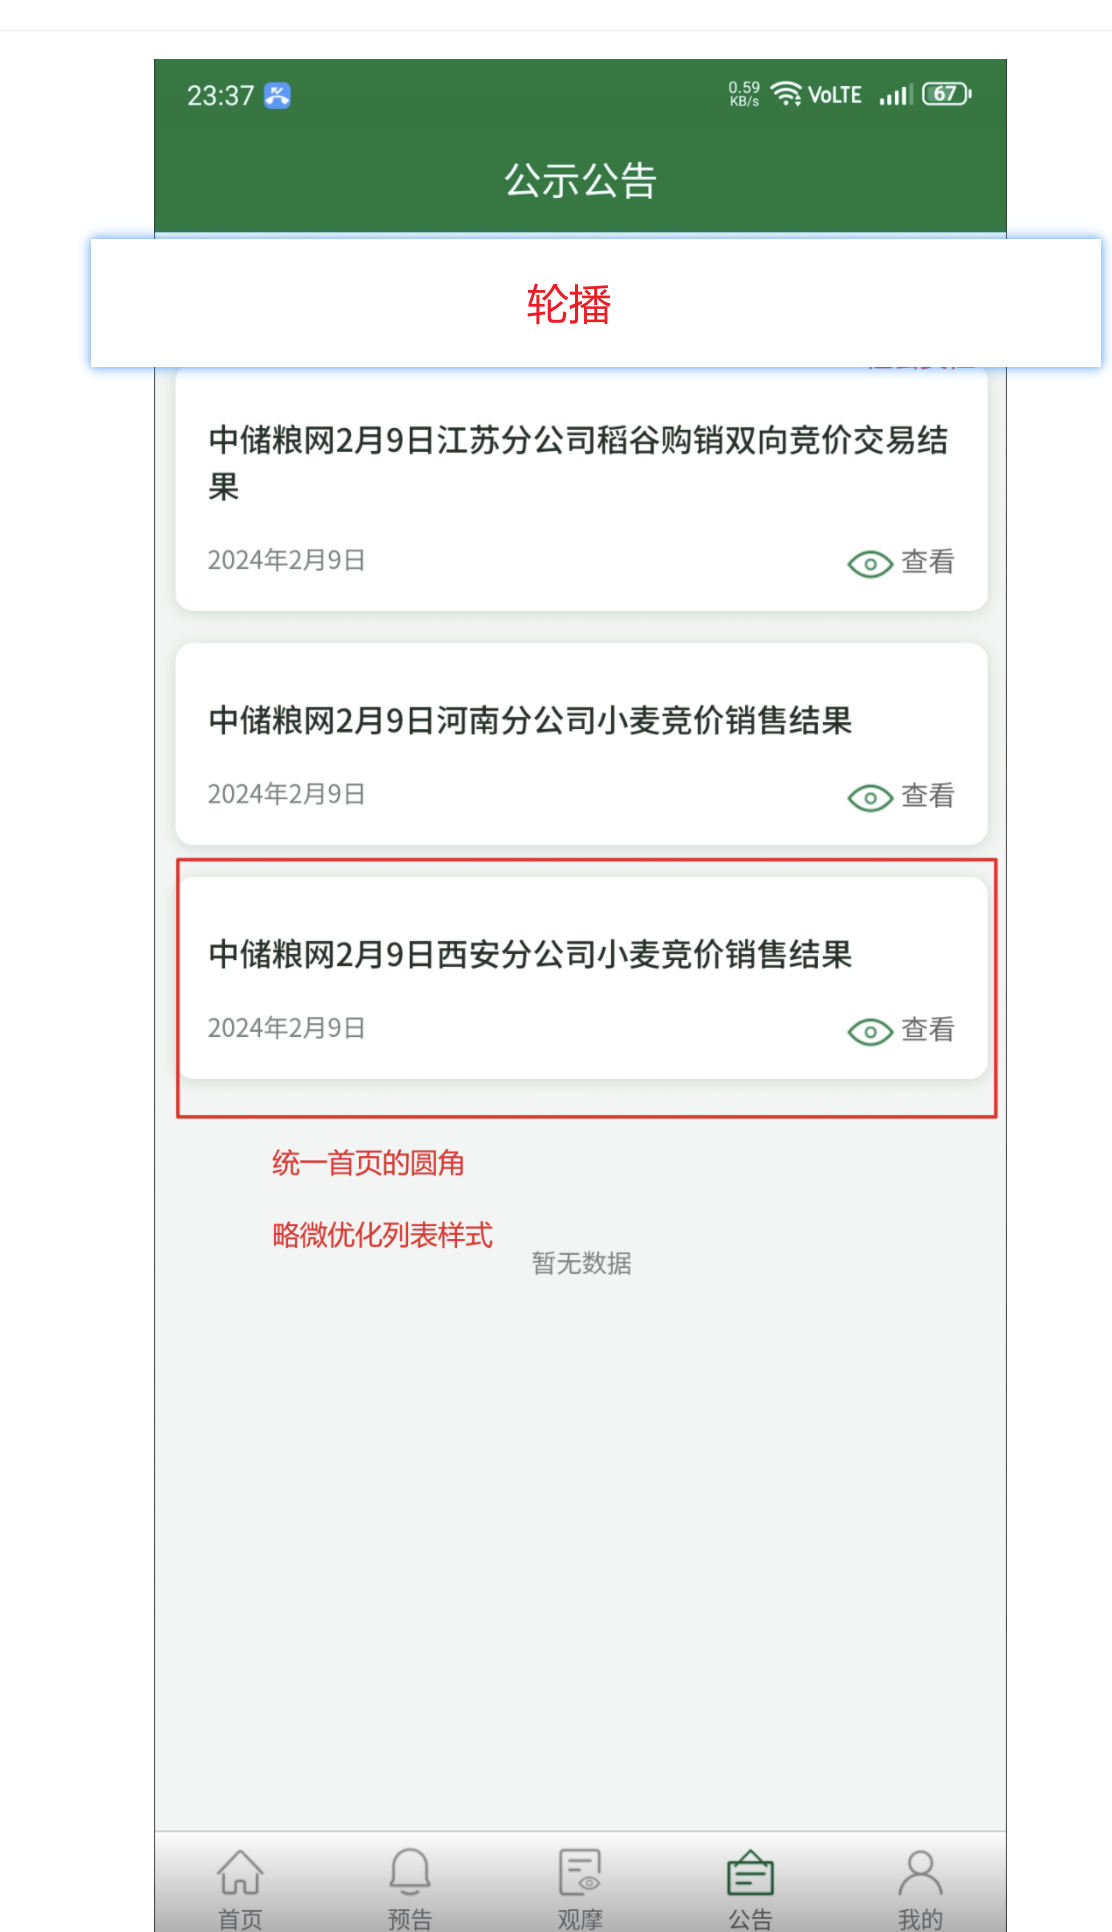 23:37
0.59
KB/s
VoLTE
67
公示公告
轮播
中储粮网2月9日江苏分公司稻谷购销双向竞价交易结
果
2024年2月9日
查看
中储粮网2月9日河南分公司小麦竞价销售结果
2024年2月9日
查看
中储粮网2月9日西安分公司小麦竞价销售结果
2024年2月9日
查看
统一首页的圆角
略微优化列表样式
暂无数据
首页
预告
观摩
公告
我的